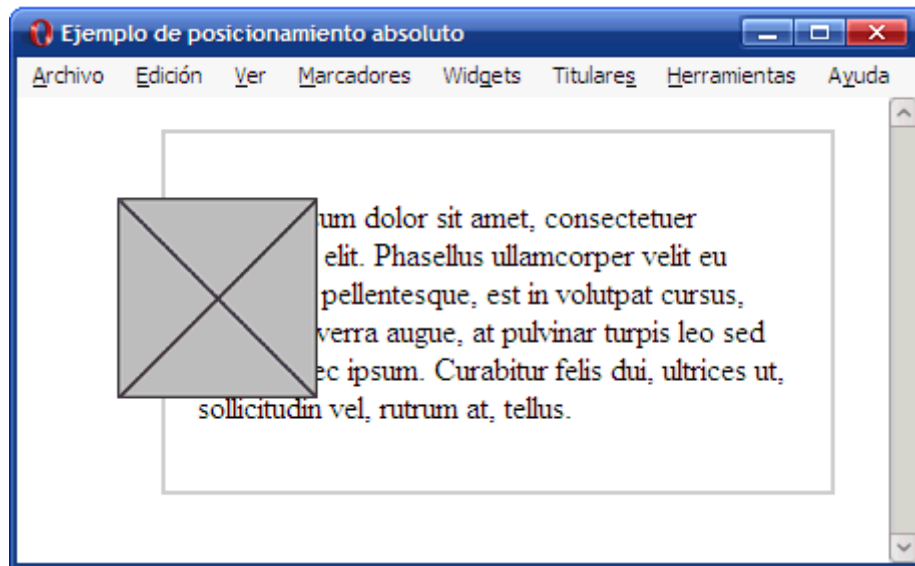 Ejemplo de posicionamiento absoluto
Archivo Edición Ver Marcadores Widgets Titulares Herramientas Ayuda
sum dolor sit amet, consectetuer
elit. Phasellus ullamcorper velit eu
pellentesque, est in volutpat cursus,
verra augue, at pulvinar turpis leo sed
ec ipsum. Curabitur felis dui, ultrices ut,
sollicitudin vel, rutrum at, tellus.